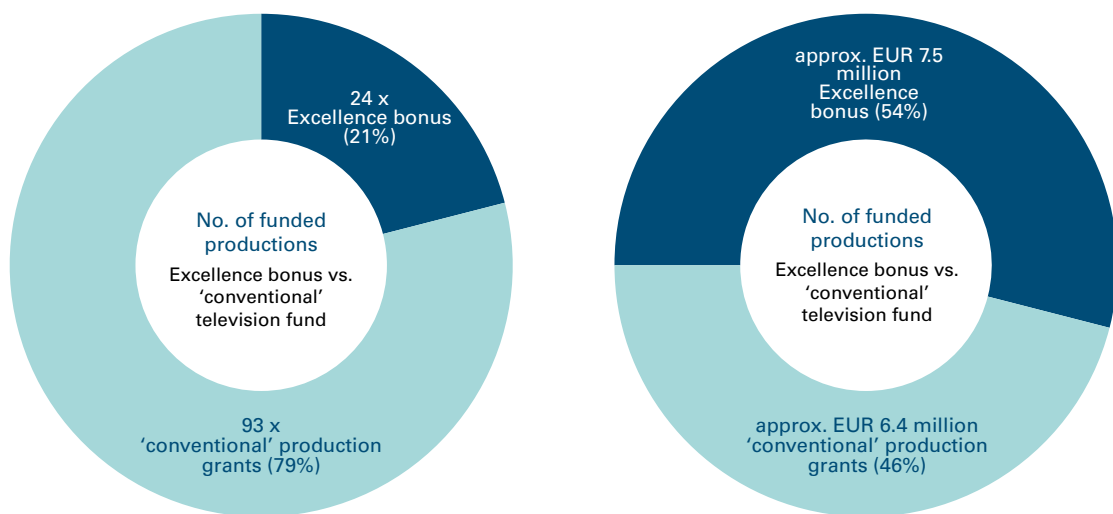 24 x
Excellence bonus
(21%)
No. of funded
productions
Excellence bonus vs.
‘conventional’
television fund
93 x
‘conventional’ production
grants (79%)
approx. EUR 7.5
million
Excellence
bonus (54%)
No. of funded
productions
Excellence bonus vs.
‘conventional’
television fund
approx. EUR 6.4 million
‘conventional’ production
grants (46%)